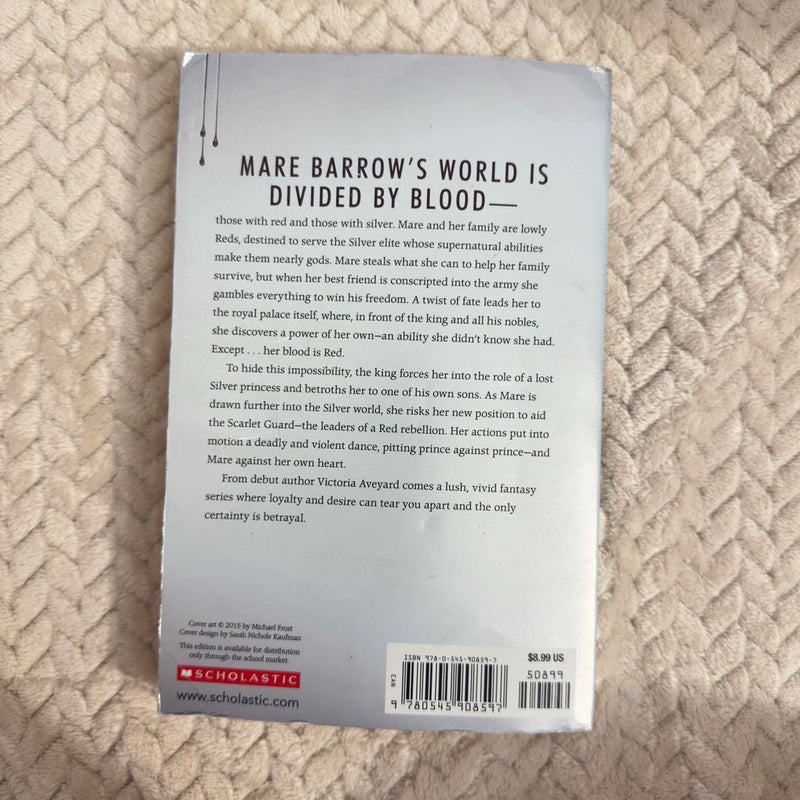 MARE BARROW'S WORLD IS
DIVIDED BY BLOOD—
those with red and those with silver. Mare and her family are lowly
Reds, destined to serve the Silver elite whose supernatural abilities
make them nearly gods. Mare steals what she can to help her family
survive, but when her best friend is conscripted into the army she
gambles everything to win his freedom. A twist of fate leads her to
the royal palace itself, where, in front of the king and all his nobles,
she discovers a power of her own—an ability she didn't know she had.
Except . . . her blood is Red.
To hide this impossibility, the king forces her into the role of a lost
Silver princess and betroths her to one of his own sons. As Mare is
drawn further into the Silver world, she risks her new position to aid
the Scarlet Guard—the leaders of a Red rebellion. Her actions put into
motion a deadly and violent dance, pitting prince against prince—and
Mare against her own heart.
From debut author Victoria Aveyard comes a lush, vivid fantasy
series where loyalty and desire can tear you apart and the only
certainty is betrayal.
Cover art © 2015 by Michael Frost
Cover design by Sarah Nichole Kaufman
This edition is available for distribution
only through the school market.
SCHOLASTIC
www.scholastic.com
ISBN 978-0-545-90859-7
$8.99 US
50899
EAN
9 780545 908597